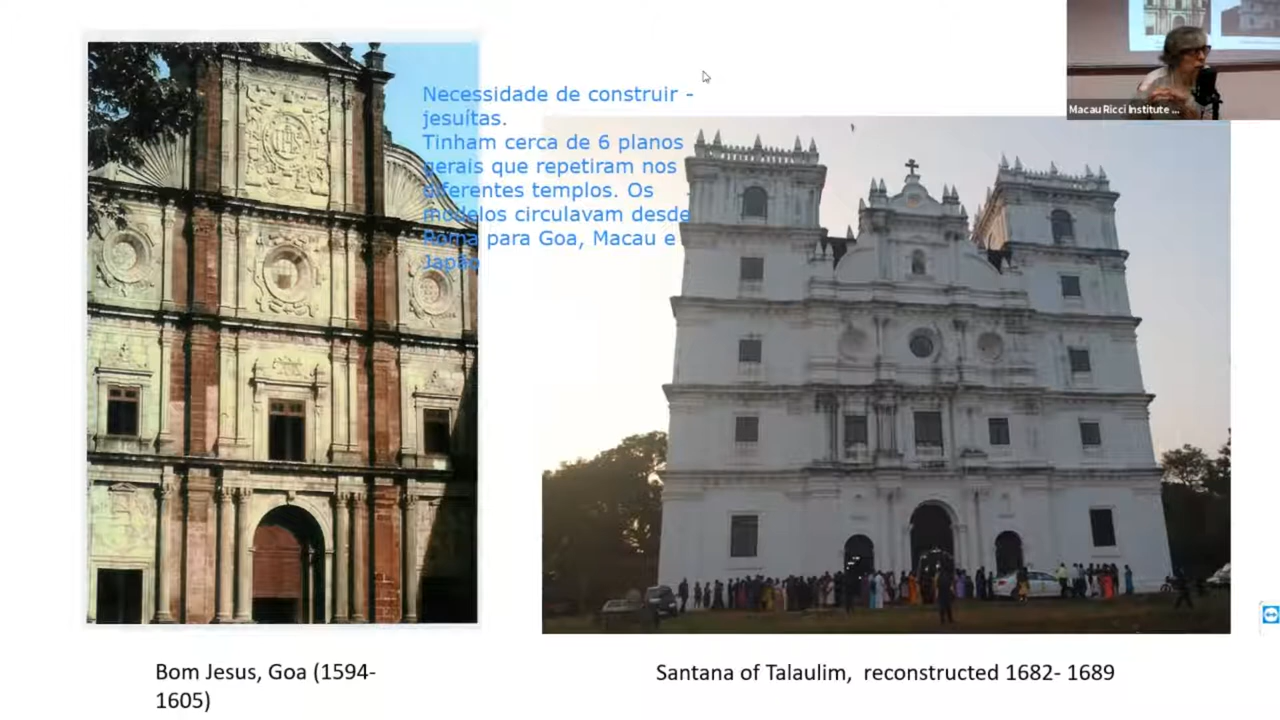 Necessidade de construir -
jesuítas.
Tinham cerca de 6 planos
gerais que repetiram nos
diferentes templos. Os
modelos circulavam desde
Roma para Goa, Macau e
Japão
Macau Ricci Institute ...
Bom Jesus, Goa (1594-
1605)
Santana of Talaulim, reconstructed 1682- 1689